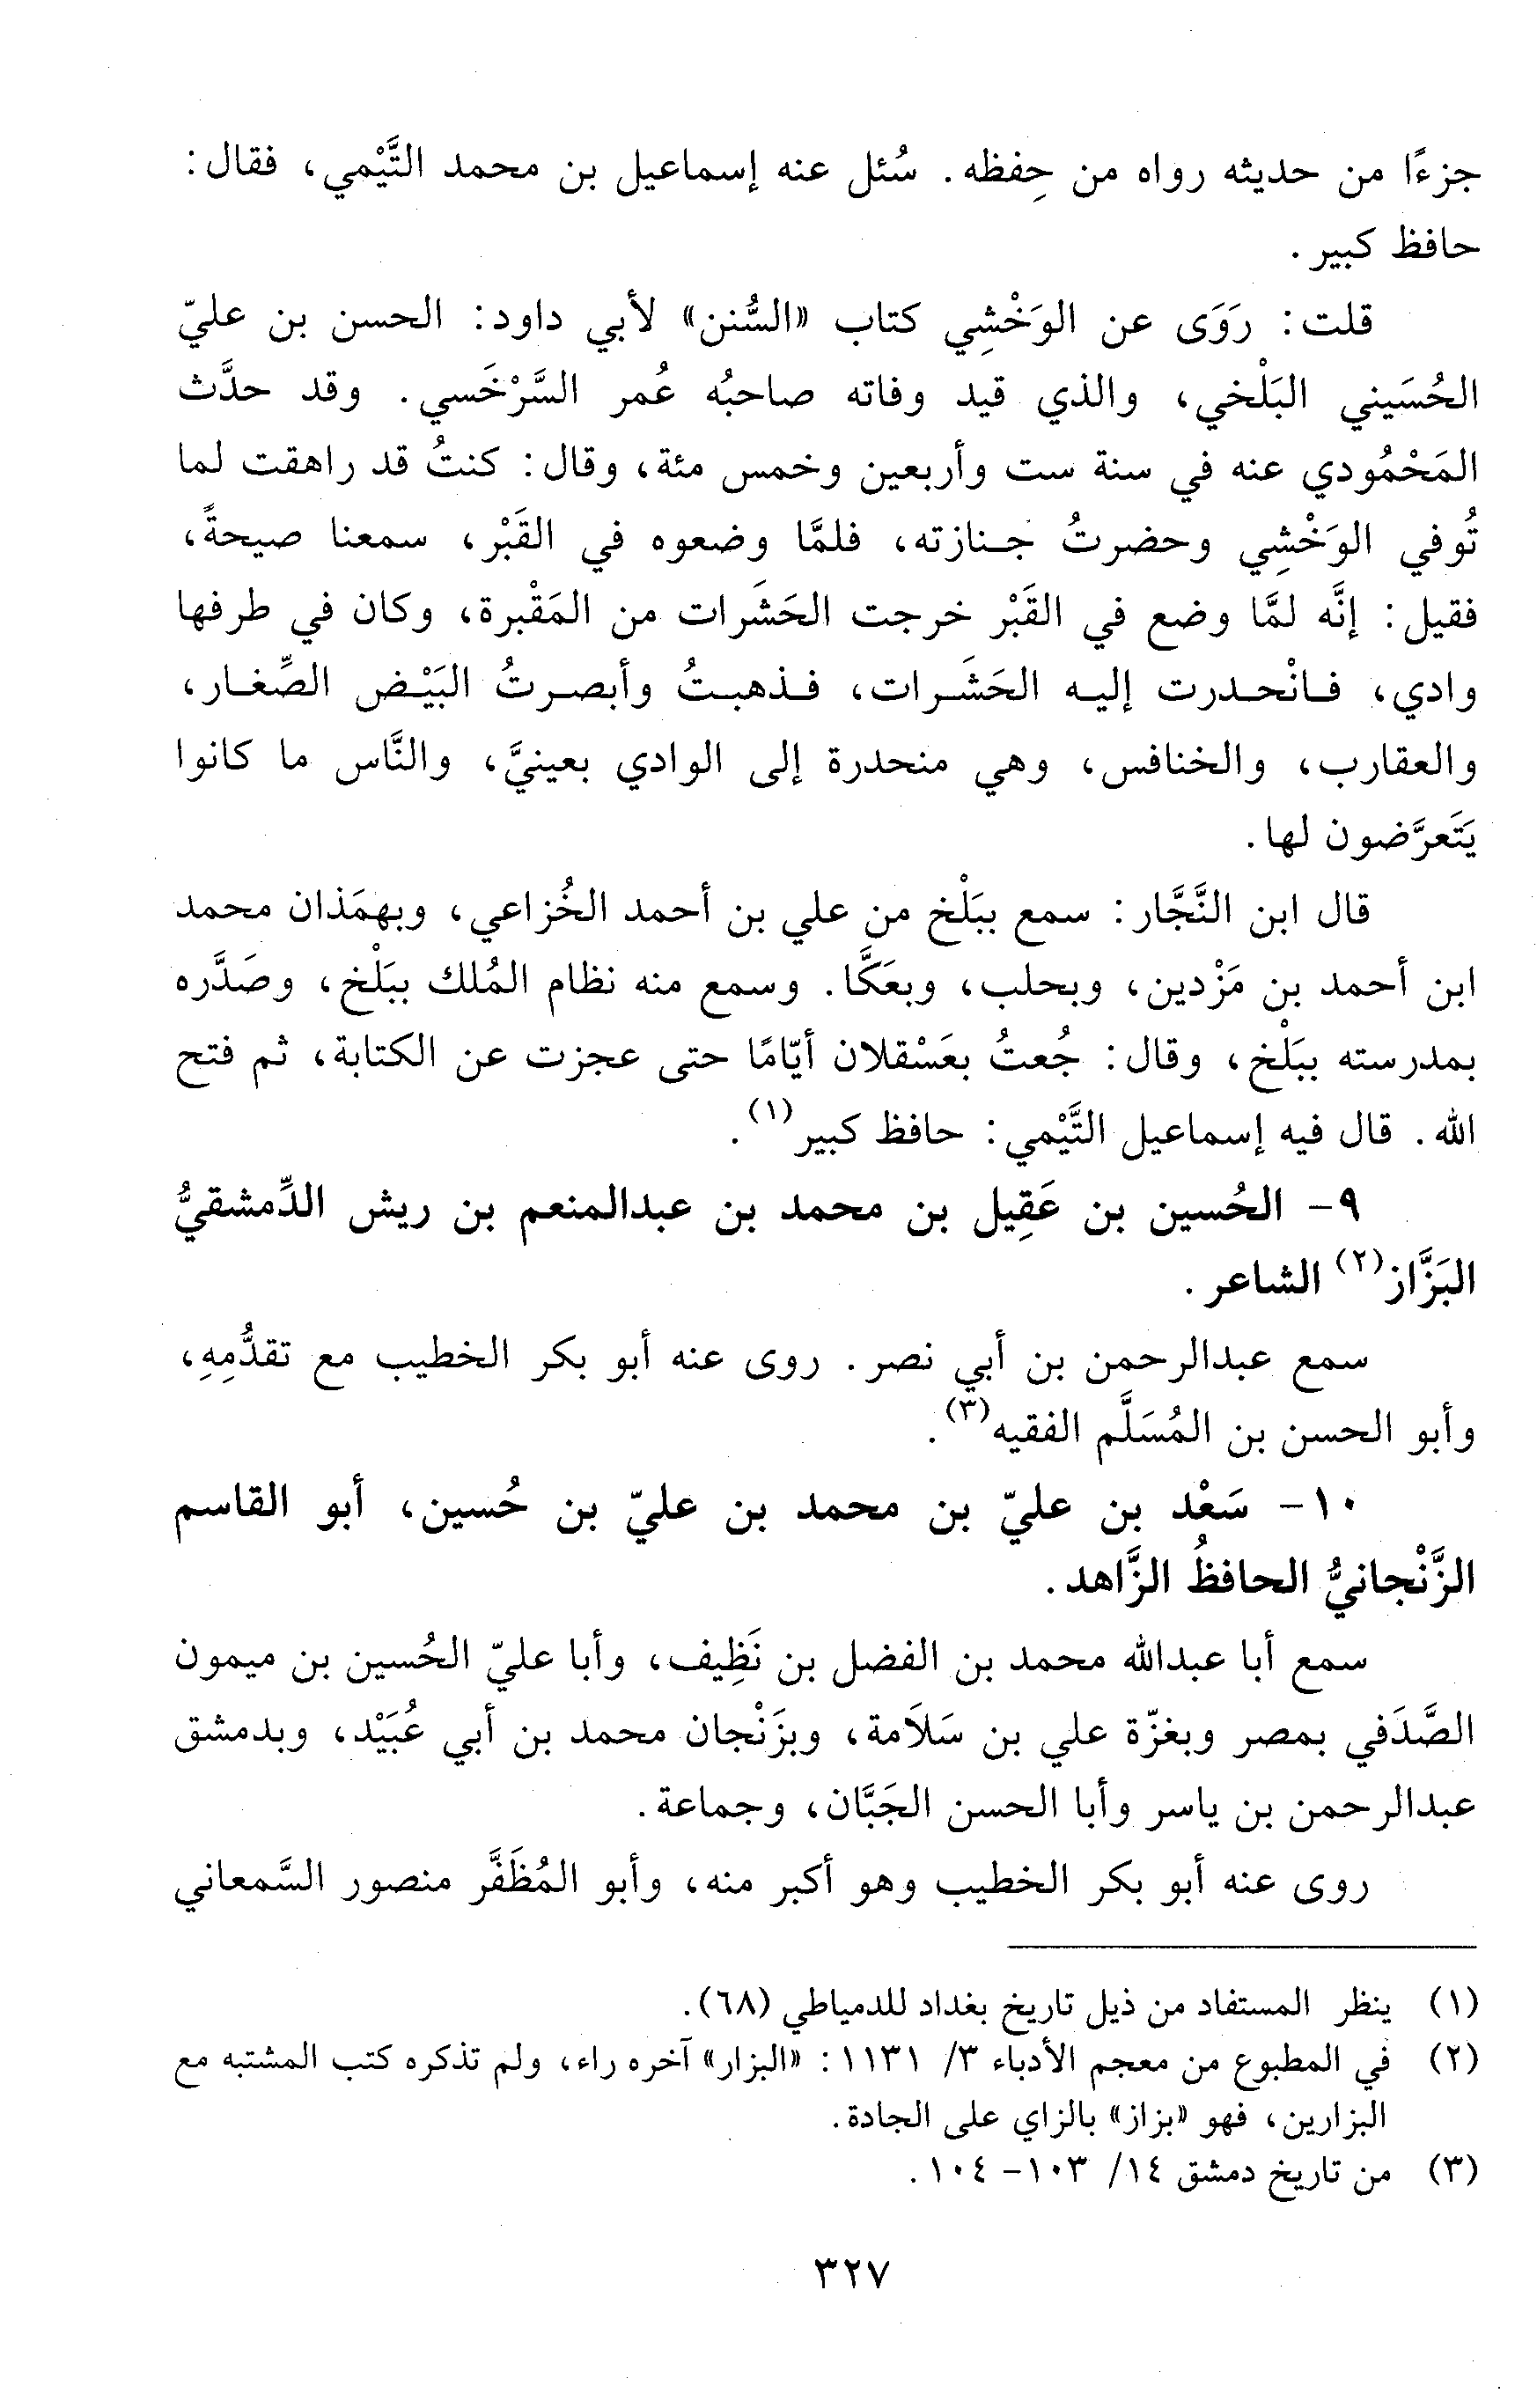 جزءًا من حديثه رواه من حِفظه. سُئل عنه إسماعيل بن محمد التَّيْمي، فقال:
حافظ كبير.
قلت: رَوَى عن الوَخْشِي كتاب «السُّنن» لأبي داود: الحسن بن عليّ
الحُسَيني البَلْخي، والذي قيد وفاته صاحبُه عُمر السَّرْخَسي. وقد حدَّث
المَحْمُودي عنه في سنة ست وأربعين وخمس مئة، وقال: كنتُ قد راهقت لما
تُوفي الوَخْشِي وحضرتُ جنازته، فلمَّا وضعوه في القَبْر، سمعنا صيحةً،
فقيل: إنَّه لمَّا وضع في القَبْر خرجت الحَشَرات من المَقْبرة، وكان في طرفها
وادي، فانْحدرت إليه الحَشَرات، فذهبتُ وأبصرتُ البَيْض الصِّغار،
والعقارب، والخنافس، وهي منحدرة إلى الوادي بعينيَّ، والنَّاس ما كانوا
يَتَعرَّضون لها.
قال ابن النَّجَّار: سمع ببَلْخ من علي بن أحمد الخُزاعي، وبهمَذان محمد
ابن أحمد بن مَزْدين، وبحلب، وبعَكَّا. وسمع منه نظام المُلك ببَلْخ، وصَدَّره
بمدرسته ببَلْخ، وقال: جُعتُ بعَسْقلان أيّامًا حتى عجزت عن الكتابة، ثم فتح
الله. قال فيه إسماعيل التَّيْمي: حافظ كبير(١).
٩- الحُسين بن عَقِيل بن محمد بن عبدالمنعم بن ريش الدِّمشقيُّ
البَزَّاز(٢) الشاعر.
سمع عبدالرحمن بن أبي نصر. روى عنه أبو بكر الخطيب مع تقدُّمِهِ،
وأبو الحسن بن المُسَلَّم الفقيه(٣).
١٠- سَعْد بن عليّ بن محمد بن عليّ بن حُسين، أبو القاسم
الزَّنْجانيُّ الحافظُ الزَّاهد.
سمع أبا عبدالله محمد بن الفضل بن نَظِيف، وأبا عليّ الحُسين بن ميمون
الصَّدَفي بمصر وبغزّة علي بن سَلاَمة، وبزَنْجان محمد بن أبي عُبَيْد، وبدمشق
عبدالرحمن بن ياسر وأبا الحسن الجَبَّان، وجماعة.
روى عنه أبو بكر الخطيب وهو أكبر منه، وأبو المُظَفَّر منصور السَّمعاني
(١) ينظر المستفاد من ذيل تاريخ بغداد للدمياطي (٦٨).
(٢) في المطبوع من معجم الأدباء ٣/ ١١٣١: «البزار» آخره راء، ولم تذكره كتب المشتبه مع
البزارين، فهو «بزاز» بالزاي على الجادة.
(٣) من تاريخ دمشق ١٤/ ١٠٣- ١٠٤.
٣٢٧